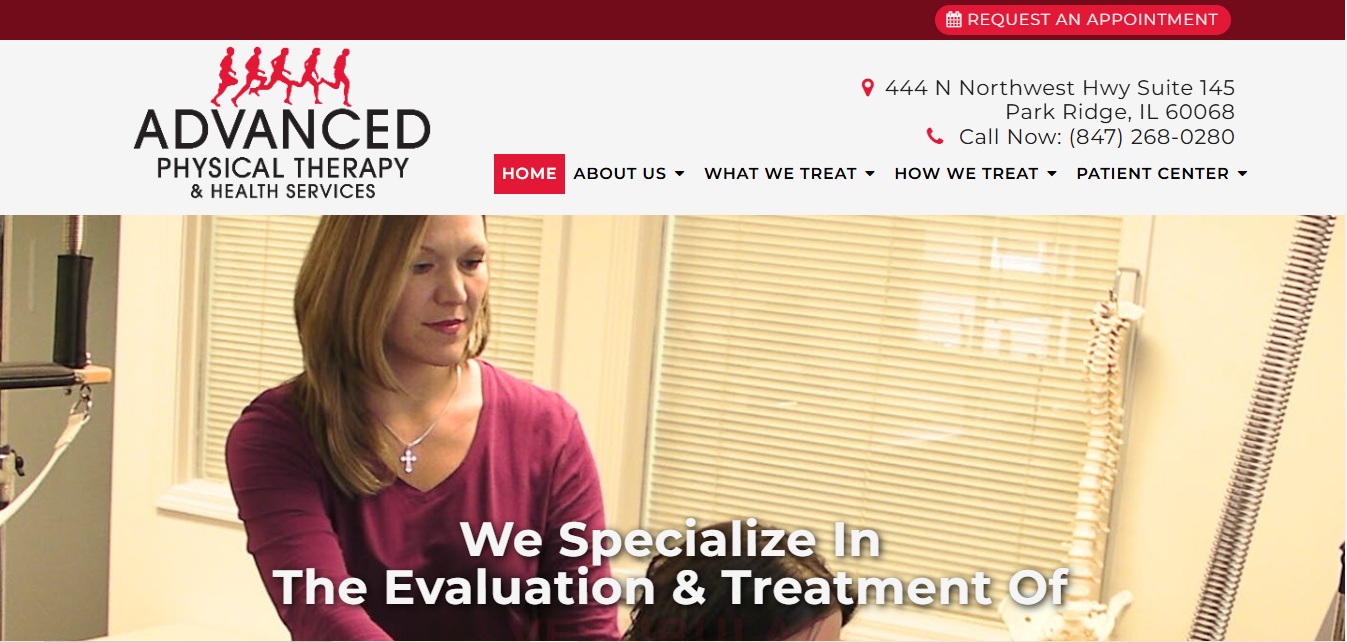 REQUEST AN APPOINTMENT
ADVANCED
PHYSICAL THERAPY
& HEALTH SERVICES
444 N Northwest Hwy Suite 145
Park Ridge, IL 60068
Call Now: (847) 268-0280
HOME ABOUT US WHAT WE TREAT HOW WE TREAT PATIENT CENTER
We Specialize In
The Evaluation & Treatment Of